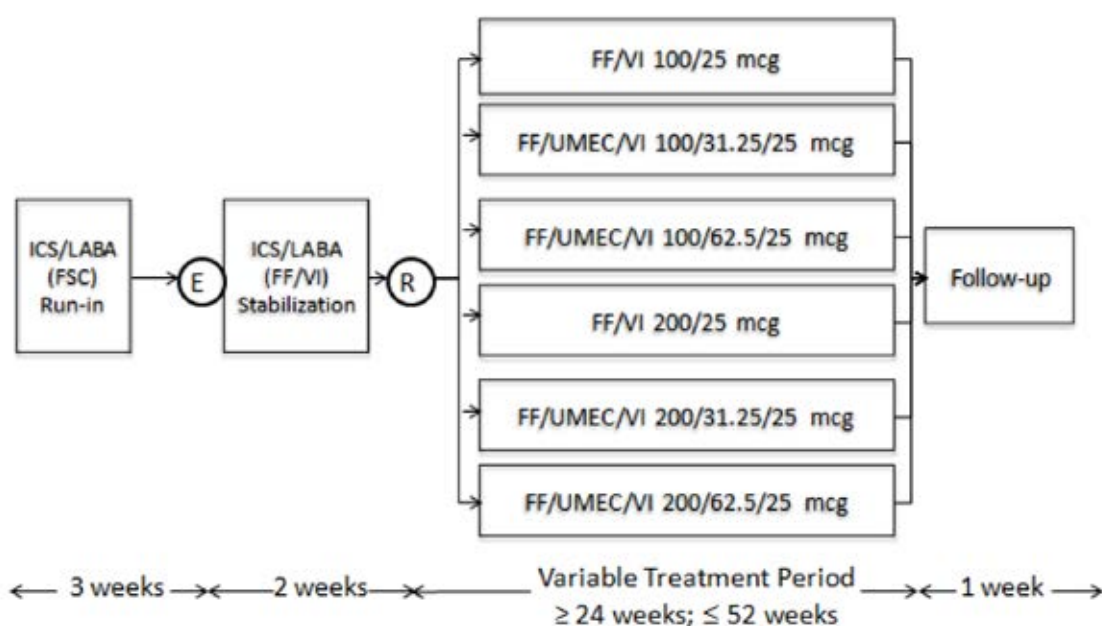 ICS/LABA
(FSC)
Run-in
E
ICS/LABA
(FF/VI)
Stabilization
R
FF/VI 100/25 mcg
FF/UMEC/VI 100/31.25/25 mcg
FF/UMEC/VI 100/62.5/25 mcg
FF/VI 200/25 mcg
FF/UMEC/VI 200/31.25/25 mcg
FF/UMEC/VI 200/62.5/25 mcg
Follow-up
3 weeks
2 weeks
Variable Treatment Period
≥ 24 weeks; ≤ 52 weeks
1 week